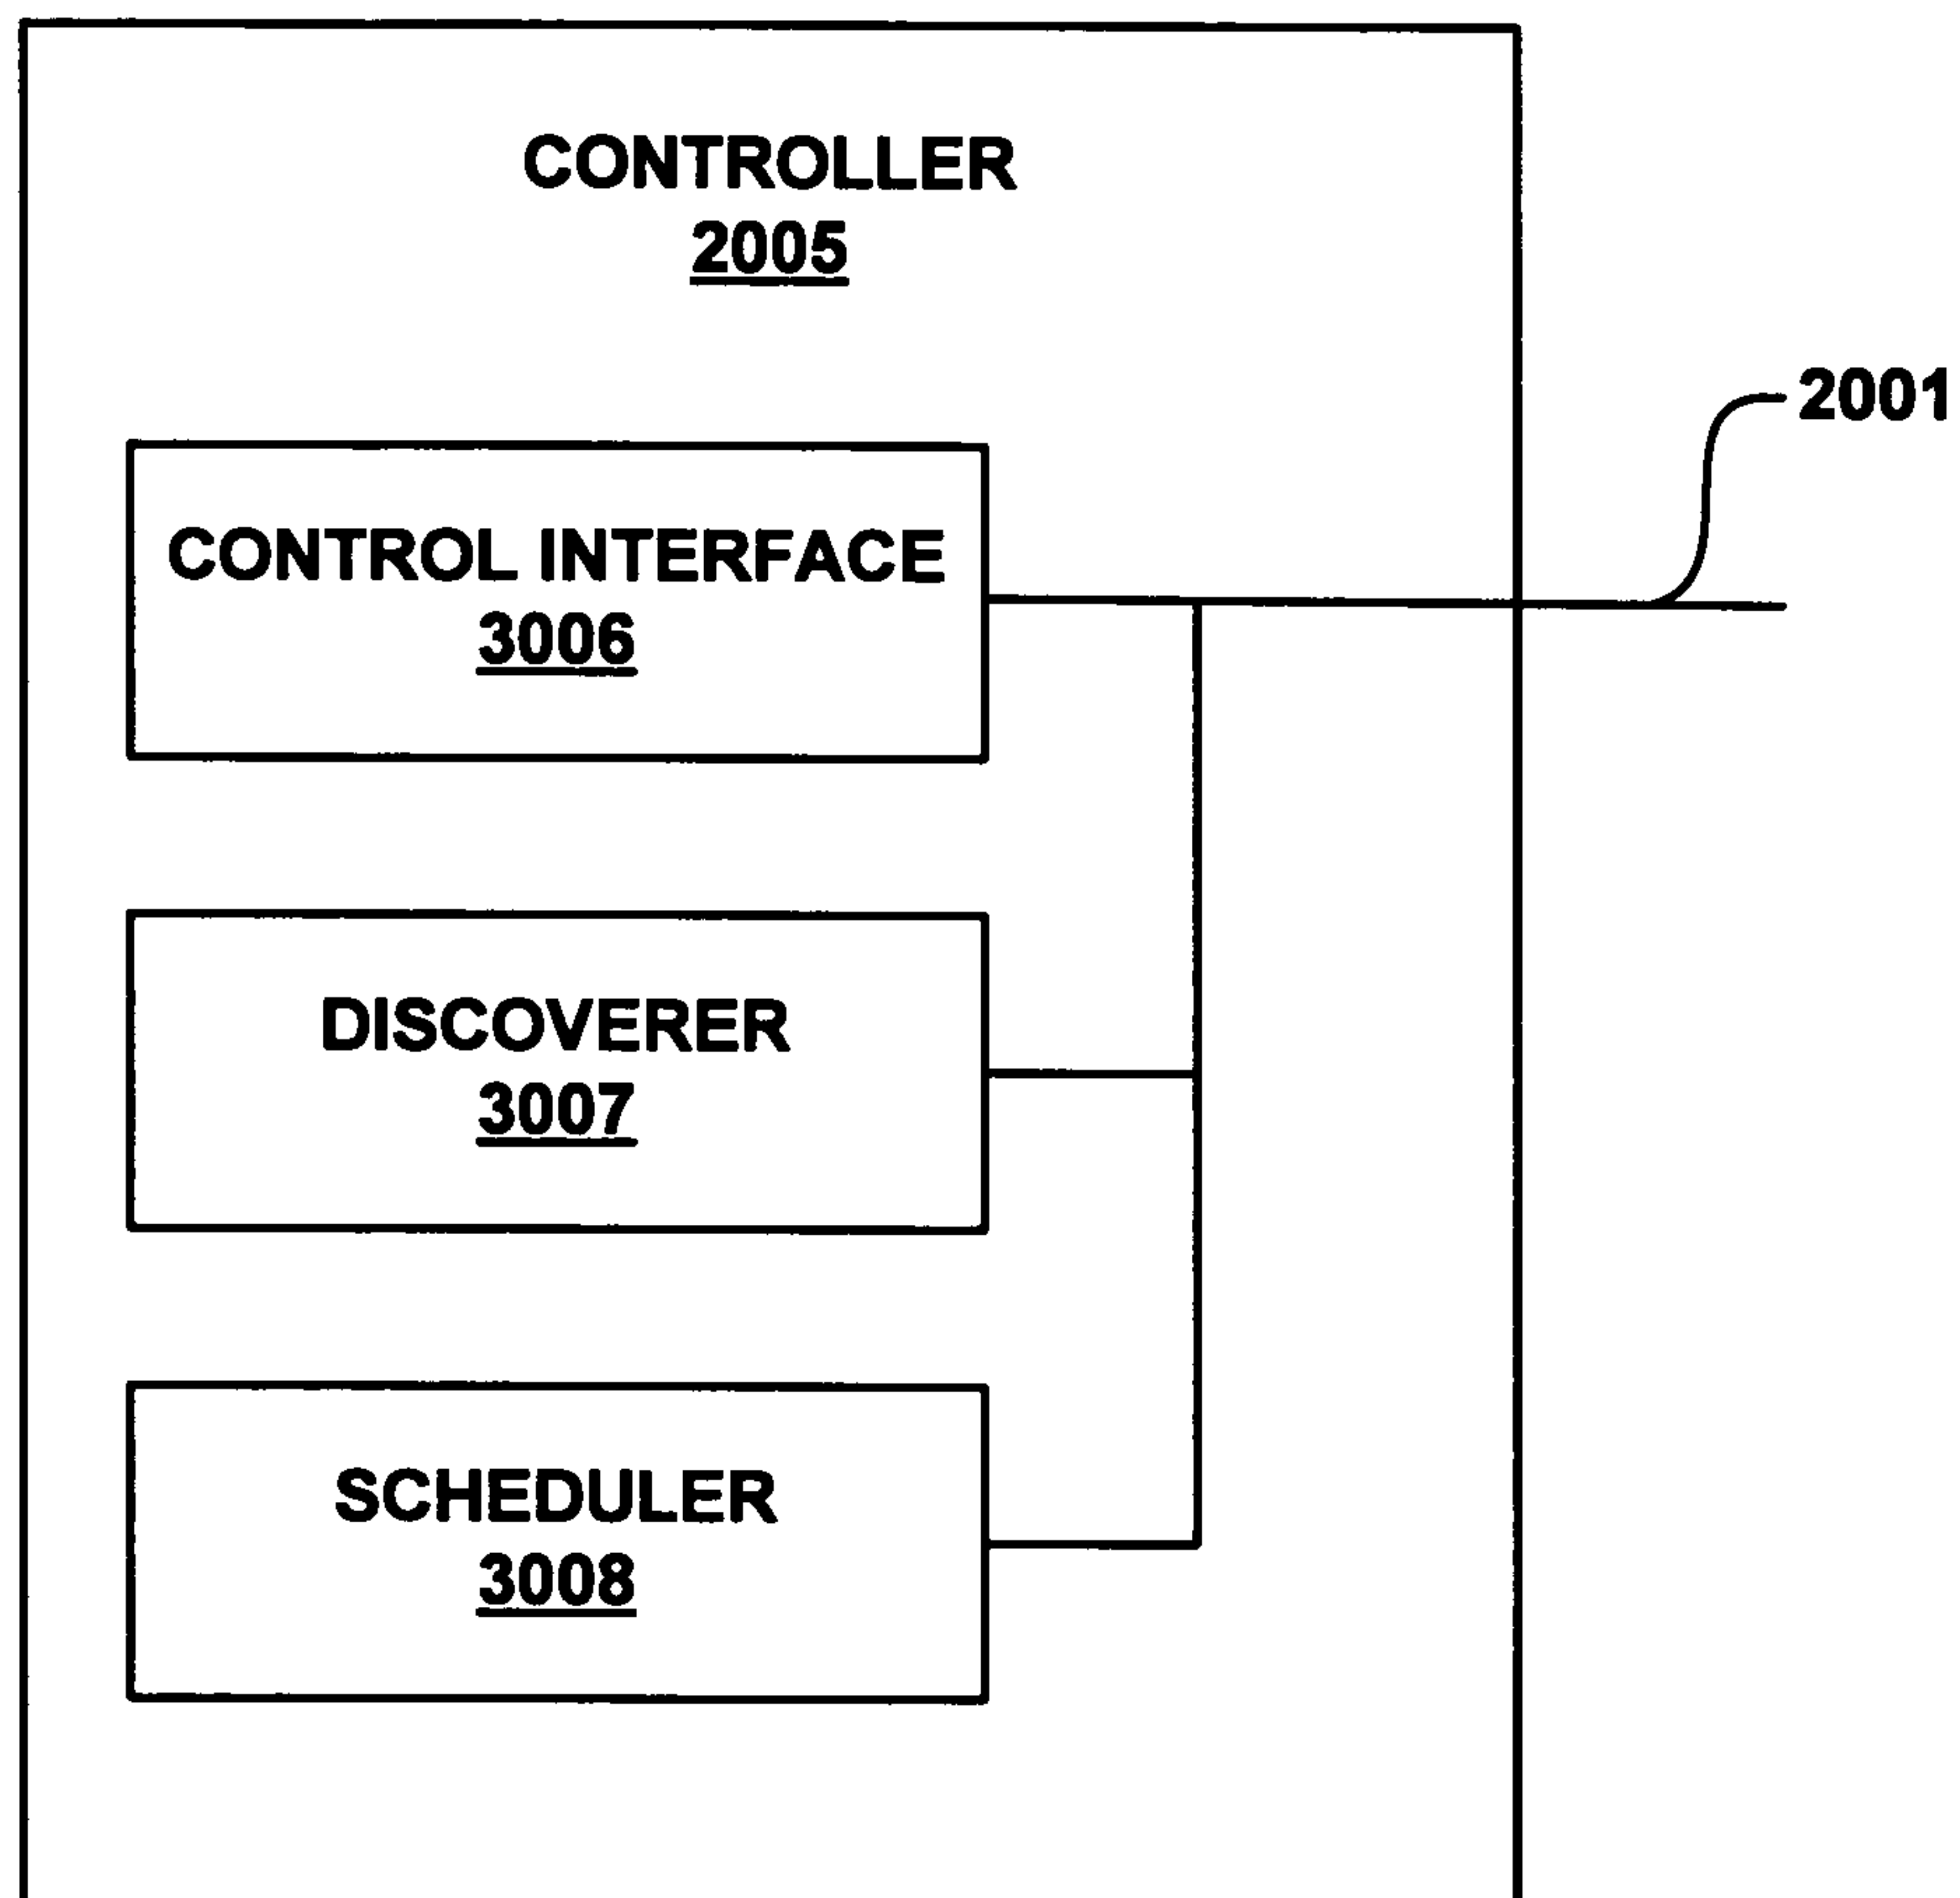 CONTROLLER
2005
2001
CONTROL INTERFACE
3006
DISCOVERER
3007
SCHEDULER
3008